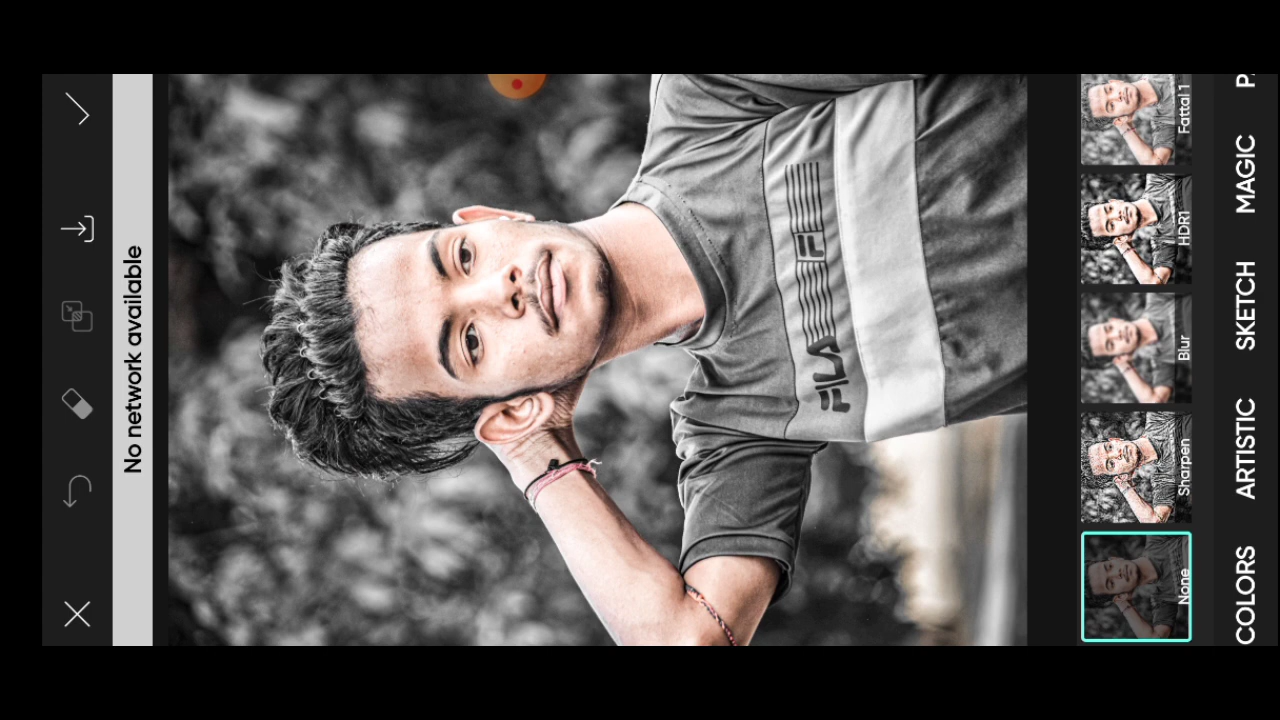 No network available
FILA
F
None
Sharpen
Blur
HDR1
Fattal 1
COLORS
ARTISTIC
SKETCH
MAGIC